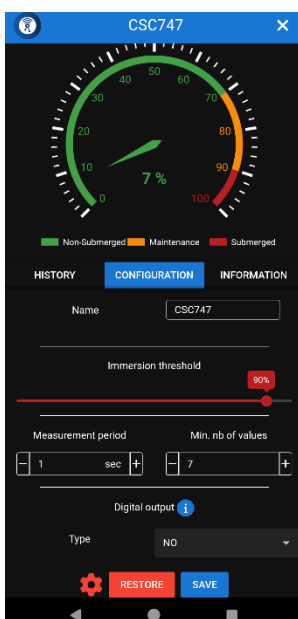 CSC747 ×
0 10 20 30 40 50 60 70 80 90 100
7 %
Non-Submerged Maintenance Submerged
HISTORY CONFIGURATION INFORMATION
Name CSC747
Immersion threshold
90%
Measurement period Min. nb of values
− 1 sec + − 7 +
Digital output i
Type NO
RESTORE SAVE